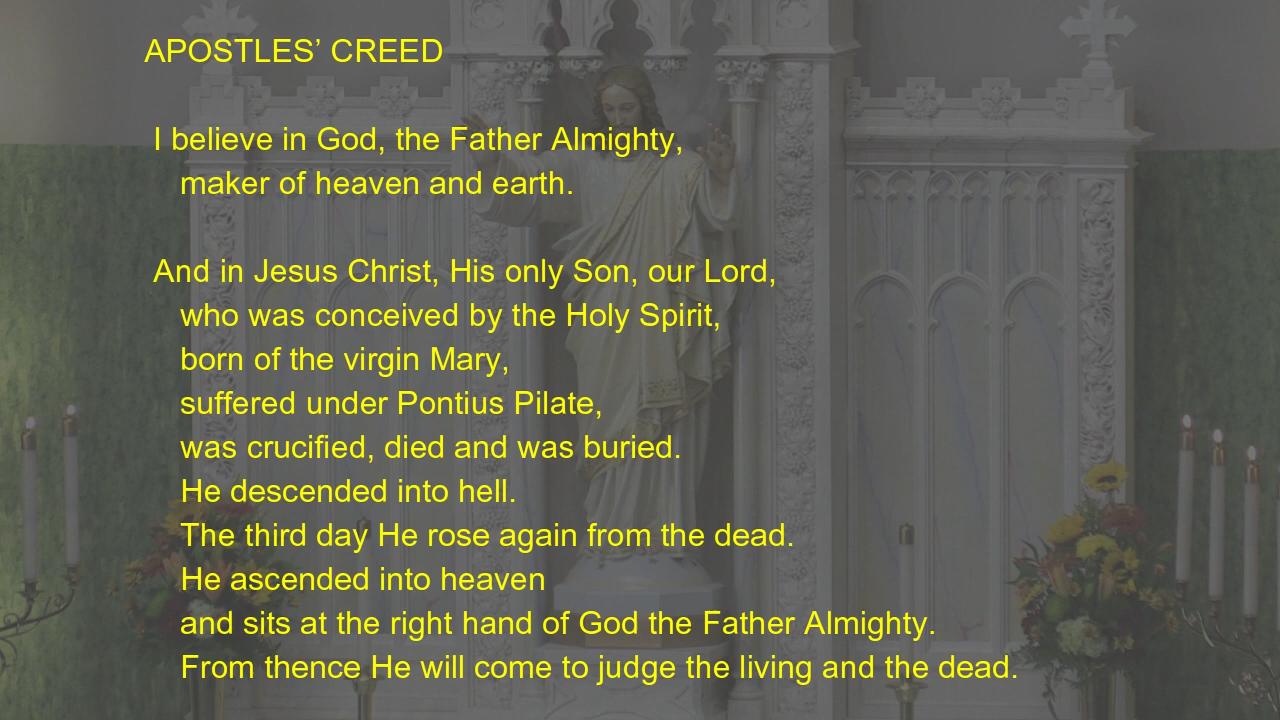 APOSTLES’ CREED
I believe in God, the Father Almighty,
maker of heaven and earth.
And in Jesus Christ, His only Son, our Lord,
who was conceived by the Holy Spirit,
born of the virgin Mary,
suffered under Pontius Pilate,
was crucified, died and was buried.
He descended into hell.
The third day He rose again from the dead.
He ascended into heaven
and sits at the right hand of God the Father Almighty.
From thence He will come to judge the living and the dead.